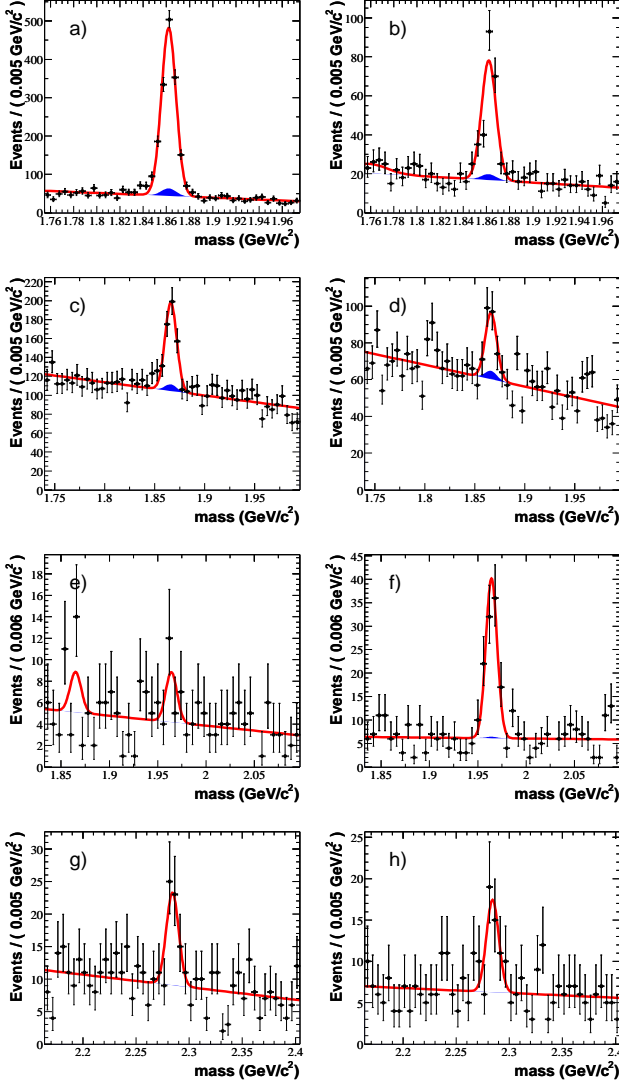 a)
Events / ( 0.005 GeV/c² )
500
400
300
200
100
0
1.76 1.78 1.8 1.82 1.84 1.86 1.88 1.9 1.92 1.94 1.96
mass (GeV/c²)
b)
Events / ( 0.005 GeV/c² )
100
80
60
40
20
0
1.76 1.78 1.8 1.82 1.84 1.86 1.88 1.9 1.92 1.94 1.96
mass (GeV/c²)
c)
Events / ( 0.005 GeV/c² )
220
200
180
160
140
120
100
80
60
40
20
0
1.75 1.8 1.85 1.9 1.95
mass (GeV/c²)
d)
Events / ( 0.005 GeV/c² )
100
80
60
40
20
0
1.75 1.8 1.85 1.9 1.95
mass (GeV/c²)
e)
Events / ( 0.006 GeV/c² )
18
16
14
12
10
8
6
4
2
0
1.85 1.9 1.95 2 2.05
mass (GeV/c²)
f)
Events / ( 0.006 GeV/c² )
45
40
35
30
25
20
15
10
5
0
1.85 1.9 1.95 2 2.05
mass (GeV/c²)
g)
Events / ( 0.005 GeV/c² )
30
25
20
15
10
5
0
2.2 2.25 2.3 2.35 2.4
mass (GeV/c²)
h)
Events / ( 0.005 GeV/c² )
25
20
15
10
5
0
2.2 2.25 2.3 2.35 2.4
mass (GeV/c²)